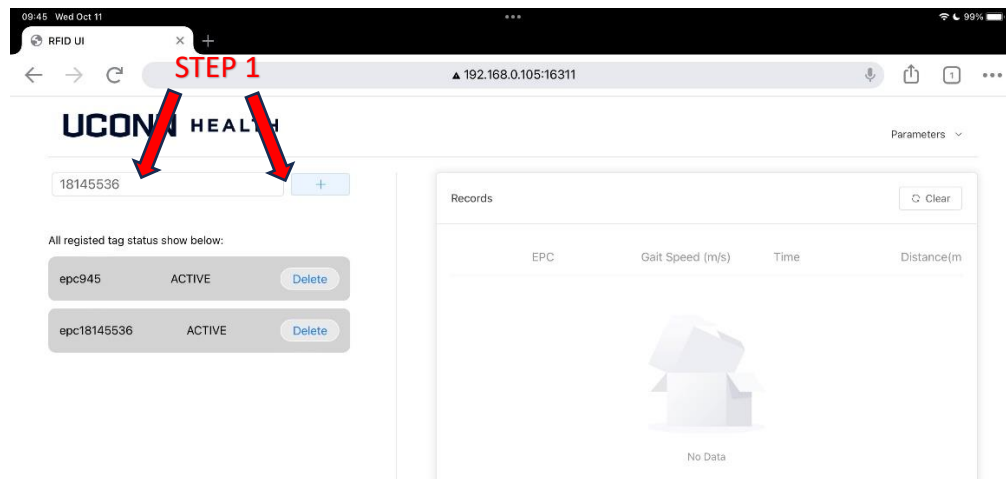 09:45 Wed Oct 11
99%
RFID UI
STEP 1
192.168.0.105:16311
1
UCONN HEALTH
Parameters
18145536
+
Records
Clear
All registed tag status show below:
EPC Gait Speed (m/s) Time Distance(m
epc945 ACTIVE Delete
epc18145536 ACTIVE Delete
No Data